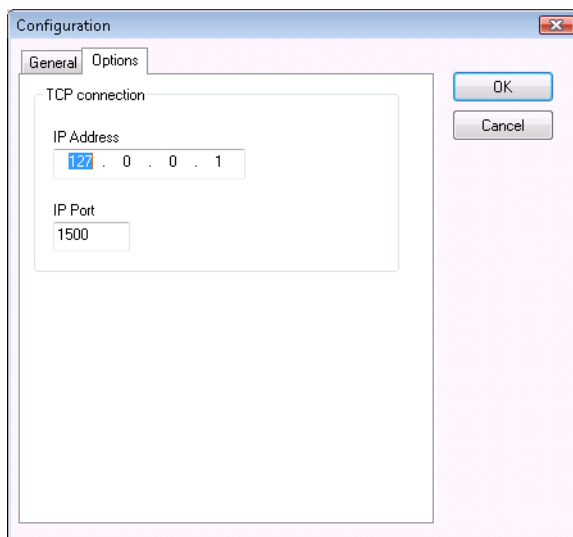 Configuration
General Options
OK
Cancel
TCP connection
IP Address
127 . 0 . 0 . 1
IP Port
1500